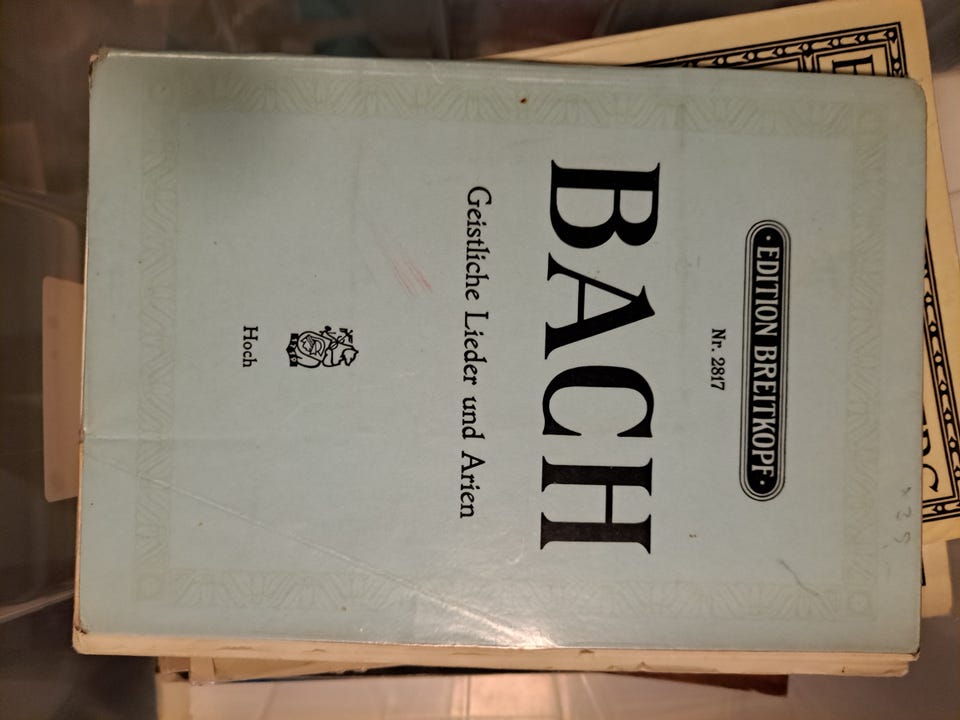 EDITION BREITKOPF
Nr. 2817
BACH
Geistliche Lieder und Arien
Hoch